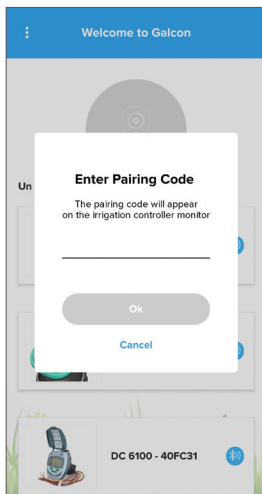 Welcome to Galcon
Un
Enter Pairing Code
The pairing code will appear
on the irrigation controller monitor
Ok
Cancel
DC 6100 - 40FC31